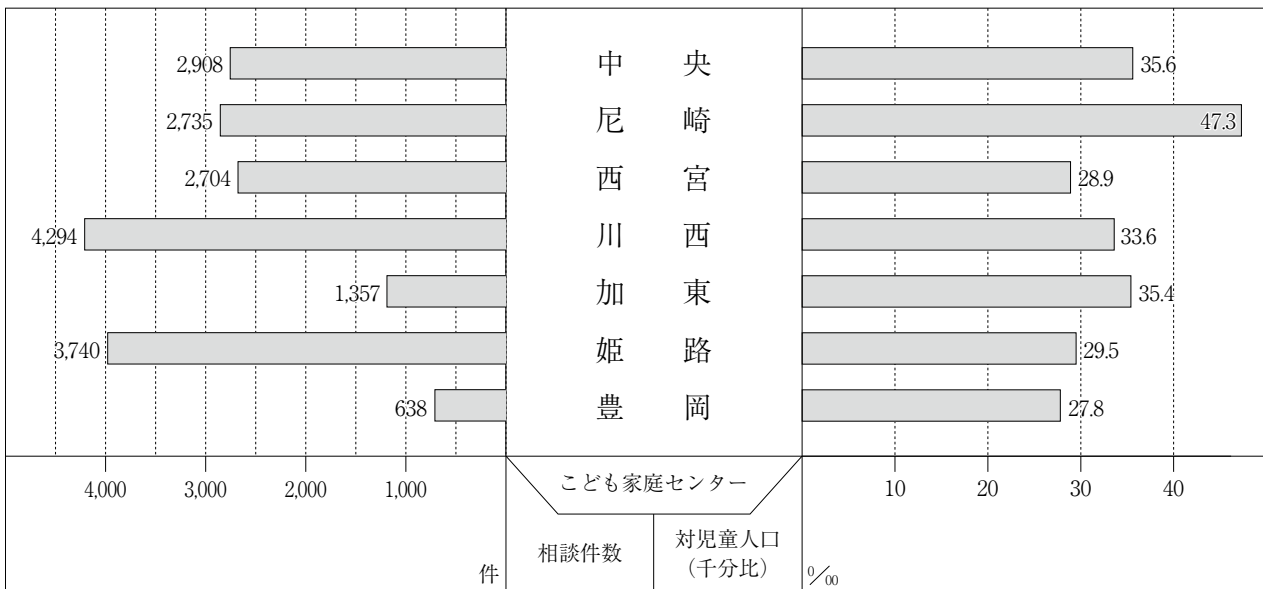 2,908 中央 35.6
2,735 尼崎 47.3
2,704 西宮 28.9
4,294 川西 33.6
1,357 加東 35.4
3,740 姫路 29.5
638 豊岡 27.8
4,000 3,000 2,000 1,000 こども家庭センター 10 20 30 40
件 相談件数 対児童人口
（千分比） 0/00